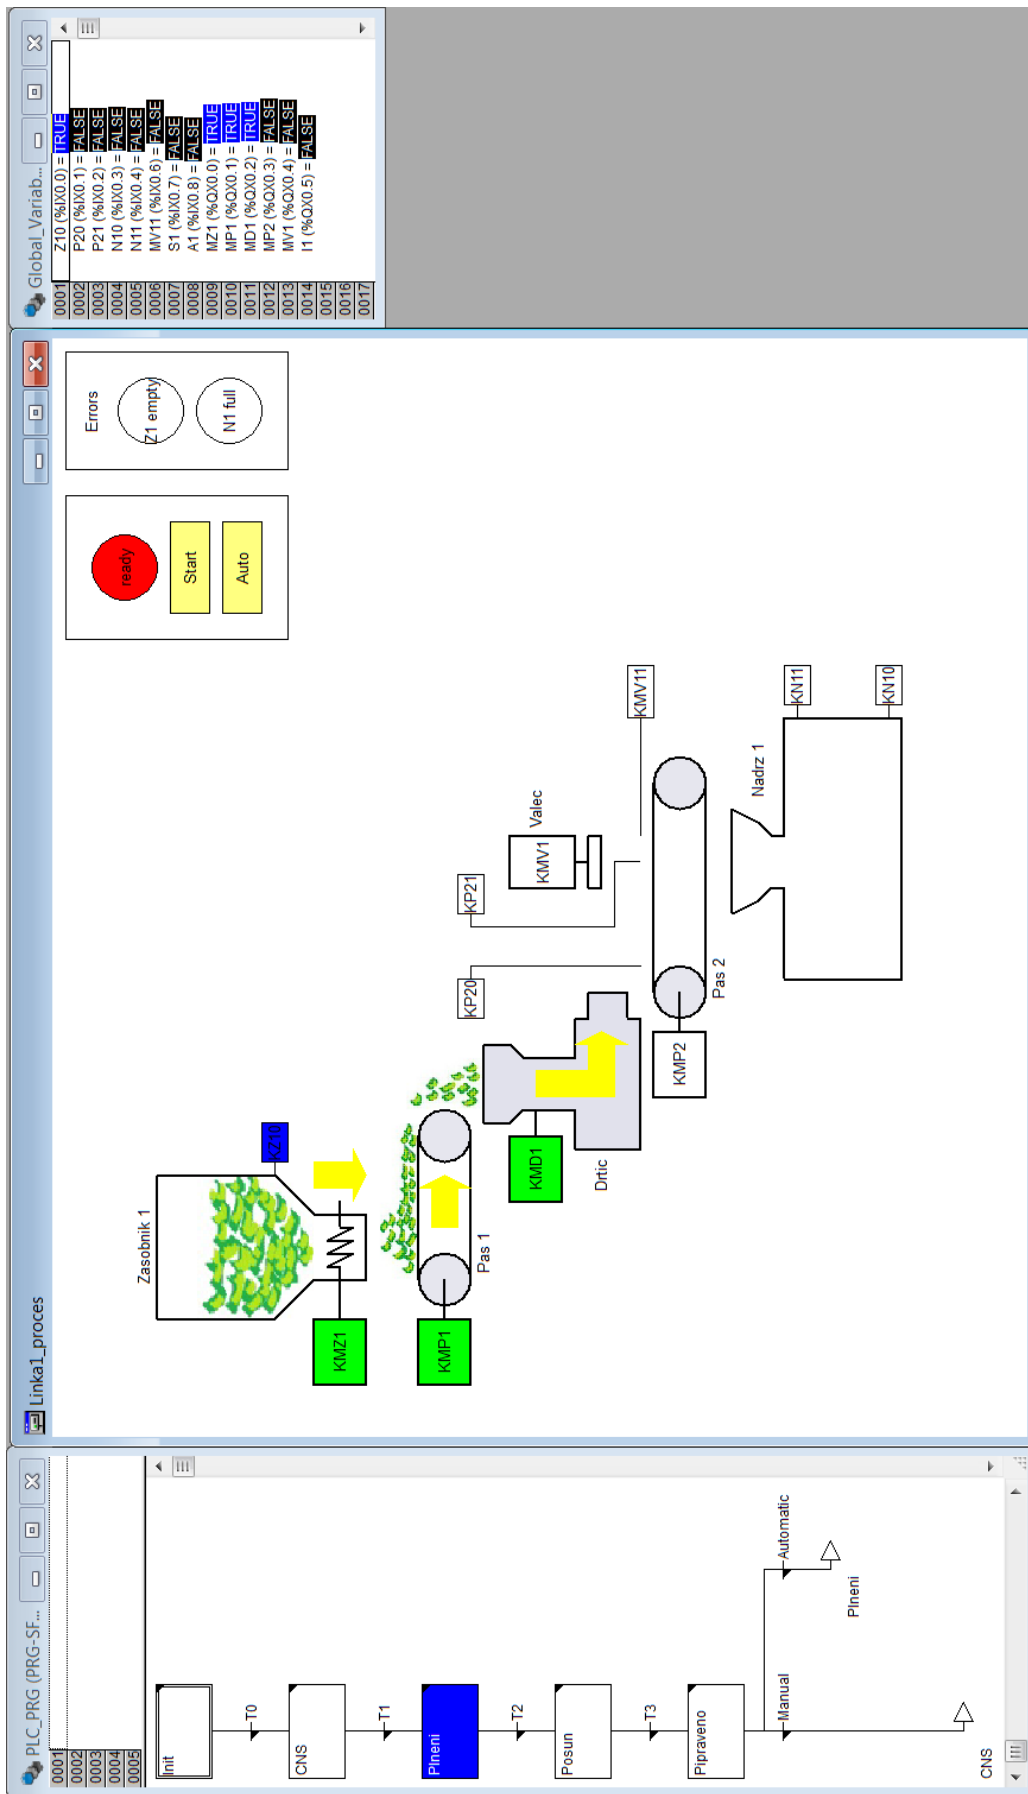 PLC_PRG (PRG-SF...
0001
0002
0003
0004
0005
Init
T0
CNS
T1
Plneni
T2
Posun
T3
Pipraveno
Manual
Automatic
CNS
Plneni
Linka1_proces
Zasobnik 1
KZ10
KMZ1
KMP1
Pas 1
KMD1
Drtic
KP20
KP21
KMV1
Valec
KMV11
KMP2
Pas 2
Nadrz 1
KN11
KN10
ready
Start
Auto
Errors
Z1 empty
N1 full
Global_Variab...
0001 Z10 (%IX0.0) = TRUE
0002 P20 (%IX0.1) = FALSE
0003 P21 (%IX0.2) = FALSE
0004 N10 (%IX0.3) = FALSE
0005 N11 (%IX0.4) = FALSE
0006 MV11 (%IX0.6) = FALSE
0007 S1 (%IX0.7) = FALSE
0008 A1 (%IX0.8) = FALSE
0009 MZ1 (%QX0.0) = TRUE
0010 MP1 (%QX0.1) = TRUE
0011 MD1 (%QX0.2) = TRUE
0012 MP2 (%QX0.3) = FALSE
0013 MV1 (%QX0.4) = FALSE
0014 I1 (%QX0.5) = FALSE
0015
0016
0017